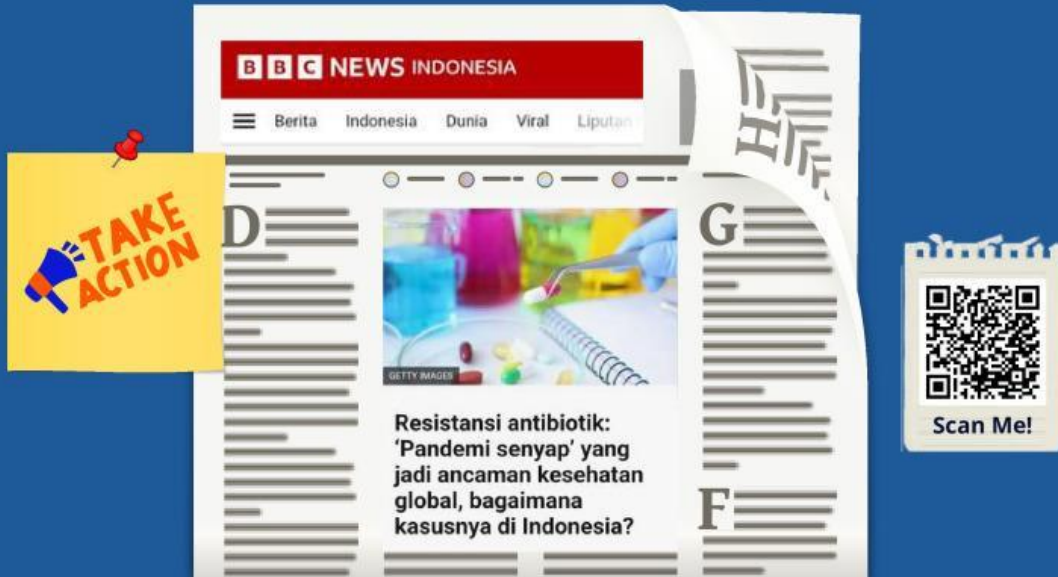 BBC NEWS INDONESIA
Berita Indonesia Dunia Viral Liputan
H
TAKE
ACTION
D
G
GETTY IMAGES
Resistansi antibiotik:
‘Pandemi senyap’ yang
jadi ancaman kesehatan
global, bagaimana
kasusnya di Indonesia?
F
Scan Me!